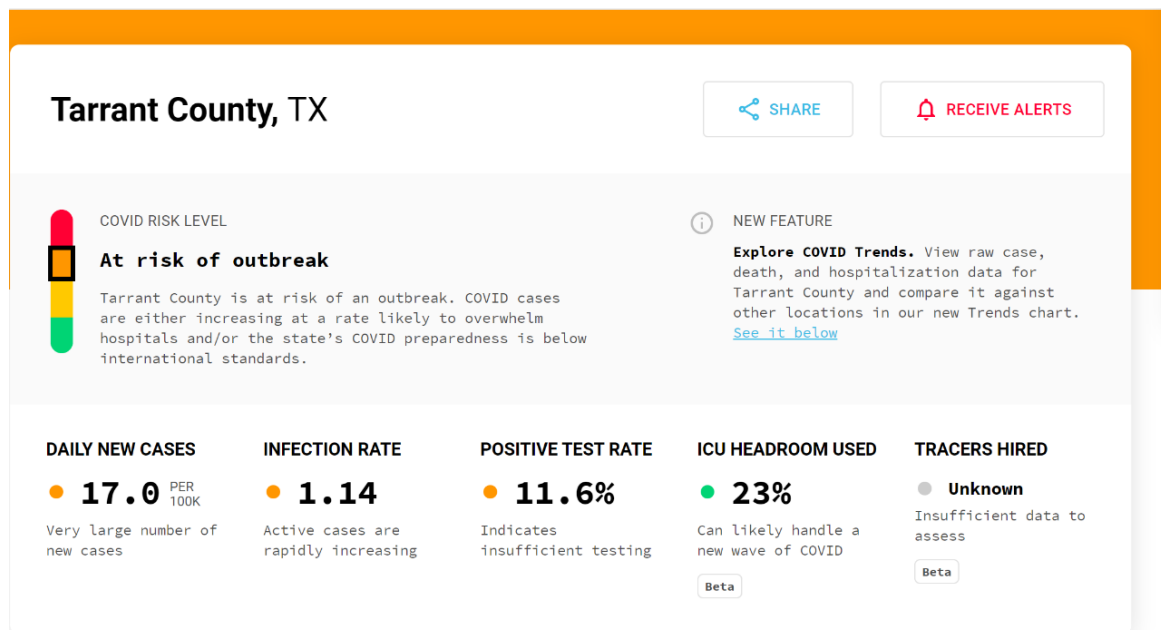 Tarrant County, TX
SHARE
RECEIVE ALERTS
COVID RISK LEVEL
At risk of outbreak
Tarrant County is at risk of an outbreak. COVID cases
are either increasing at a rate likely to overwhelm
hospitals and/or the state’s COVID preparedness is below
international standards.
NEW FEATURE
Explore COVID Trends. View raw case,
death, and hospitalization data for
Tarrant County and compare it against
other locations in our new Trends chart.
See it below
DAILY NEW CASES
17.0 PER
100K
Very large number of
new cases
INFECTION RATE
1.14
Active cases are
rapidly increasing
POSITIVE TEST RATE
11.6%
Indicates
insufficient testing
ICU HEADROOM USED
23%
Can likely handle a
new wave of COVID
Beta
TRACERS HIRED
Unknown
Insufficient data to
assess
Beta